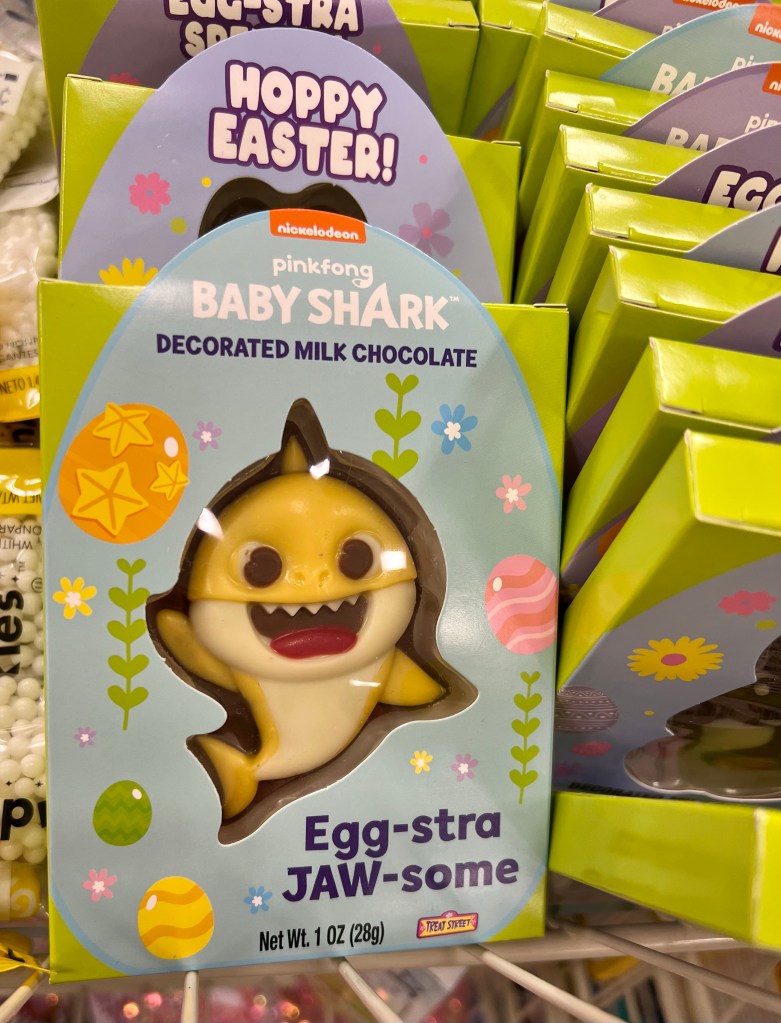 EGG-STRA
HOPPY
EASTER!
nickelodeon
pinkfong
BABY SHARK™
DECORATED MILK CHOCOLATE
Egg-stra
JAW-some
Net Wt. 1 OZ (28g)
TREAT STREET